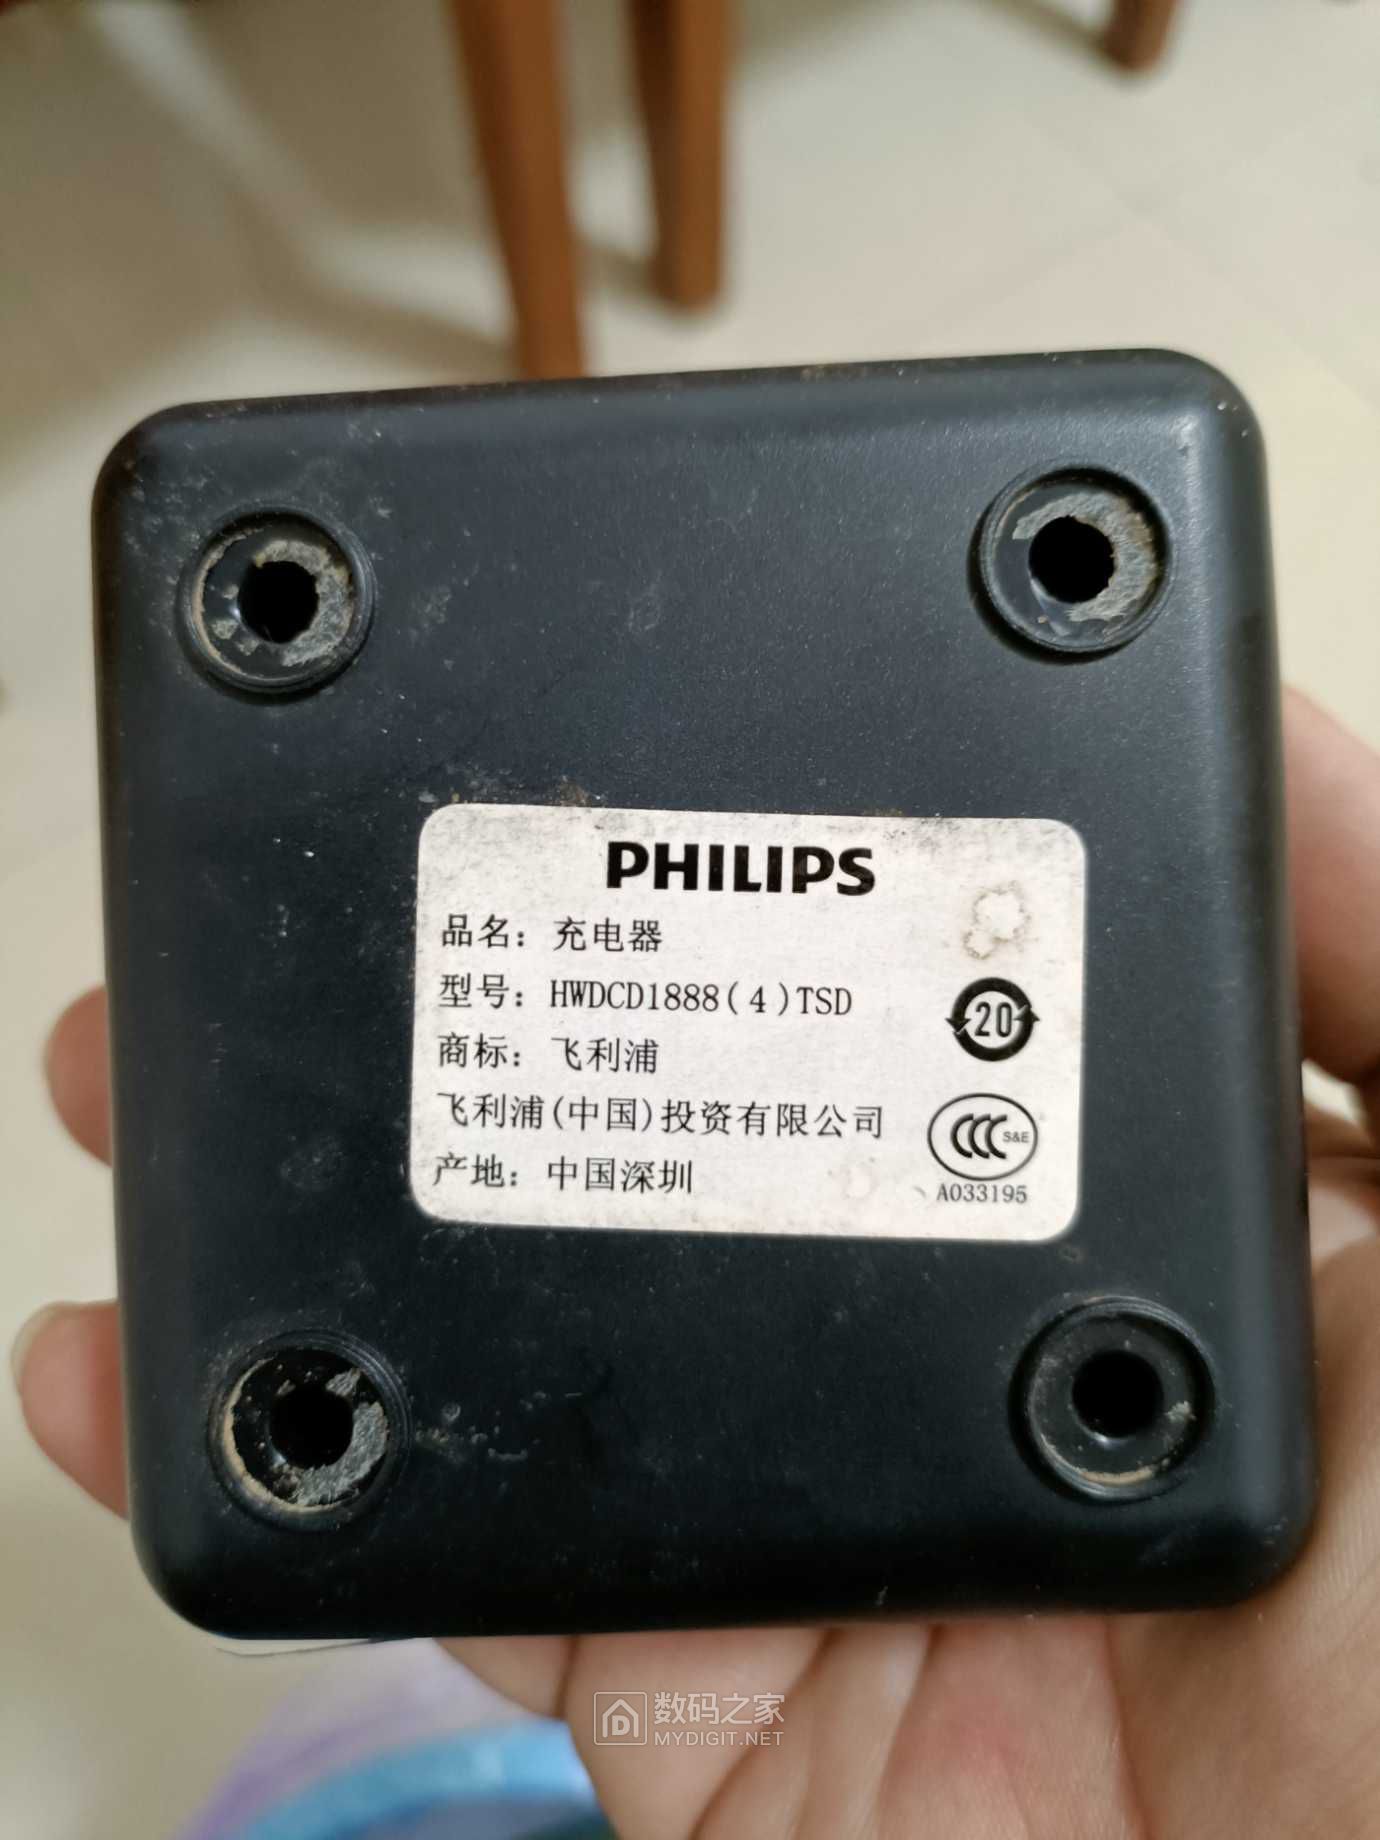 PHILIPS
品名：充电器
型号：HWDCD1888(4)TSD
商标：飞利浦
飞利浦(中国)投资有限公司
产地：中国深圳
20
CCC S&E
A033195
数码之家
MYDIGIT.NET